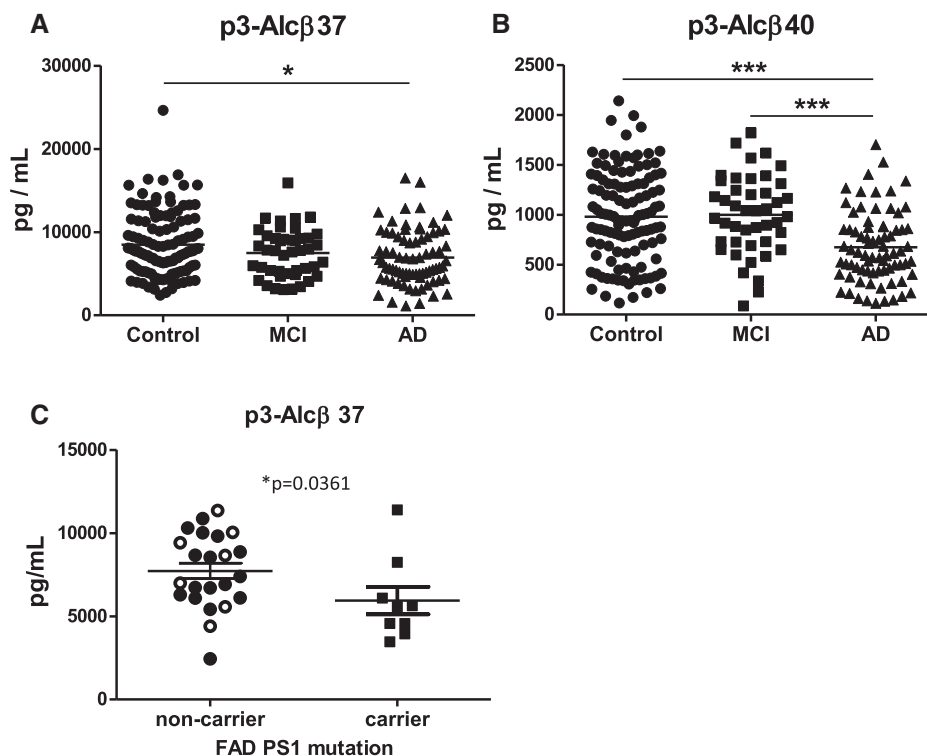 A
p3-Alcβ37
30000
20000
10000
0
pg / mL
*
Control
MCI
AD
B
p3-Alcβ40
2500
2000
1500
1000
500
0
pg / mL
***
***
Control
MCI
AD
C
p3-Alcβ 37
15000
10000
5000
0
pg/mL
*p=0.0361
non-carrier
carrier
FAD PS1 mutation